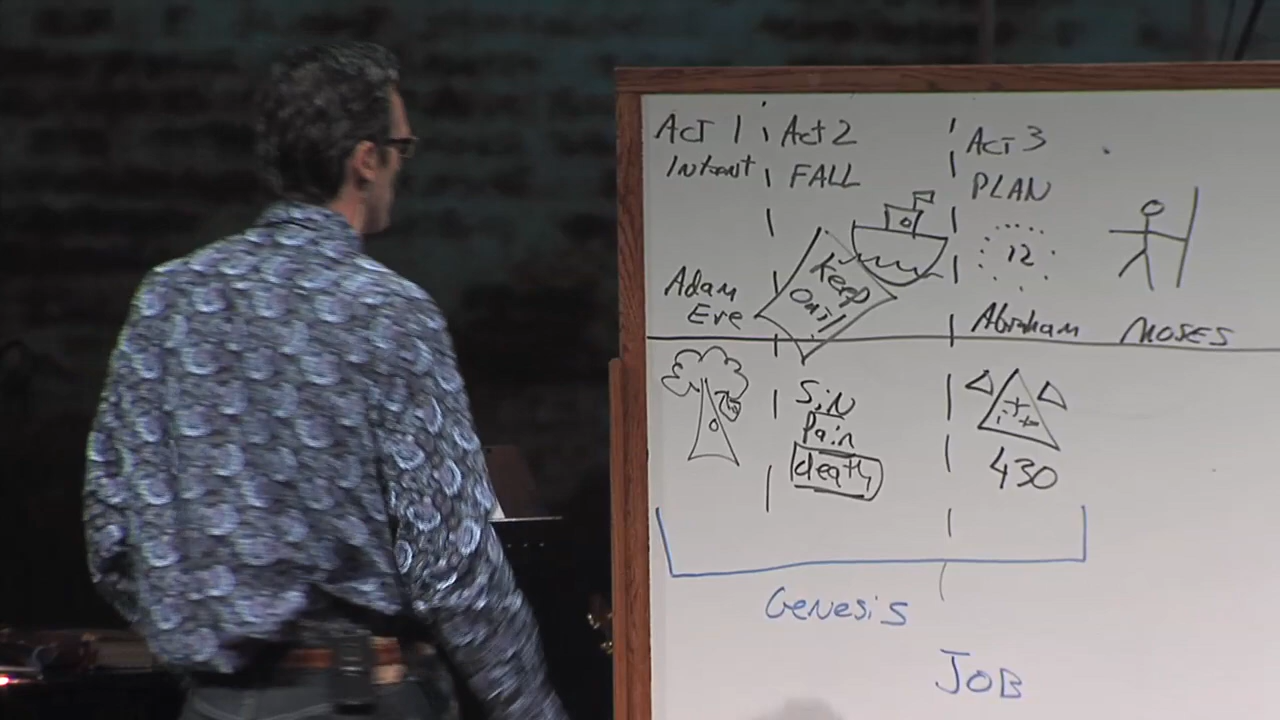 Act 1
Intent
Adam
Eve
Act 2
FALL
Keep
Out!
Sin
Pain
death
Act 3
PLAN
12
Abraham
430
MOSES
Genesis
JOB